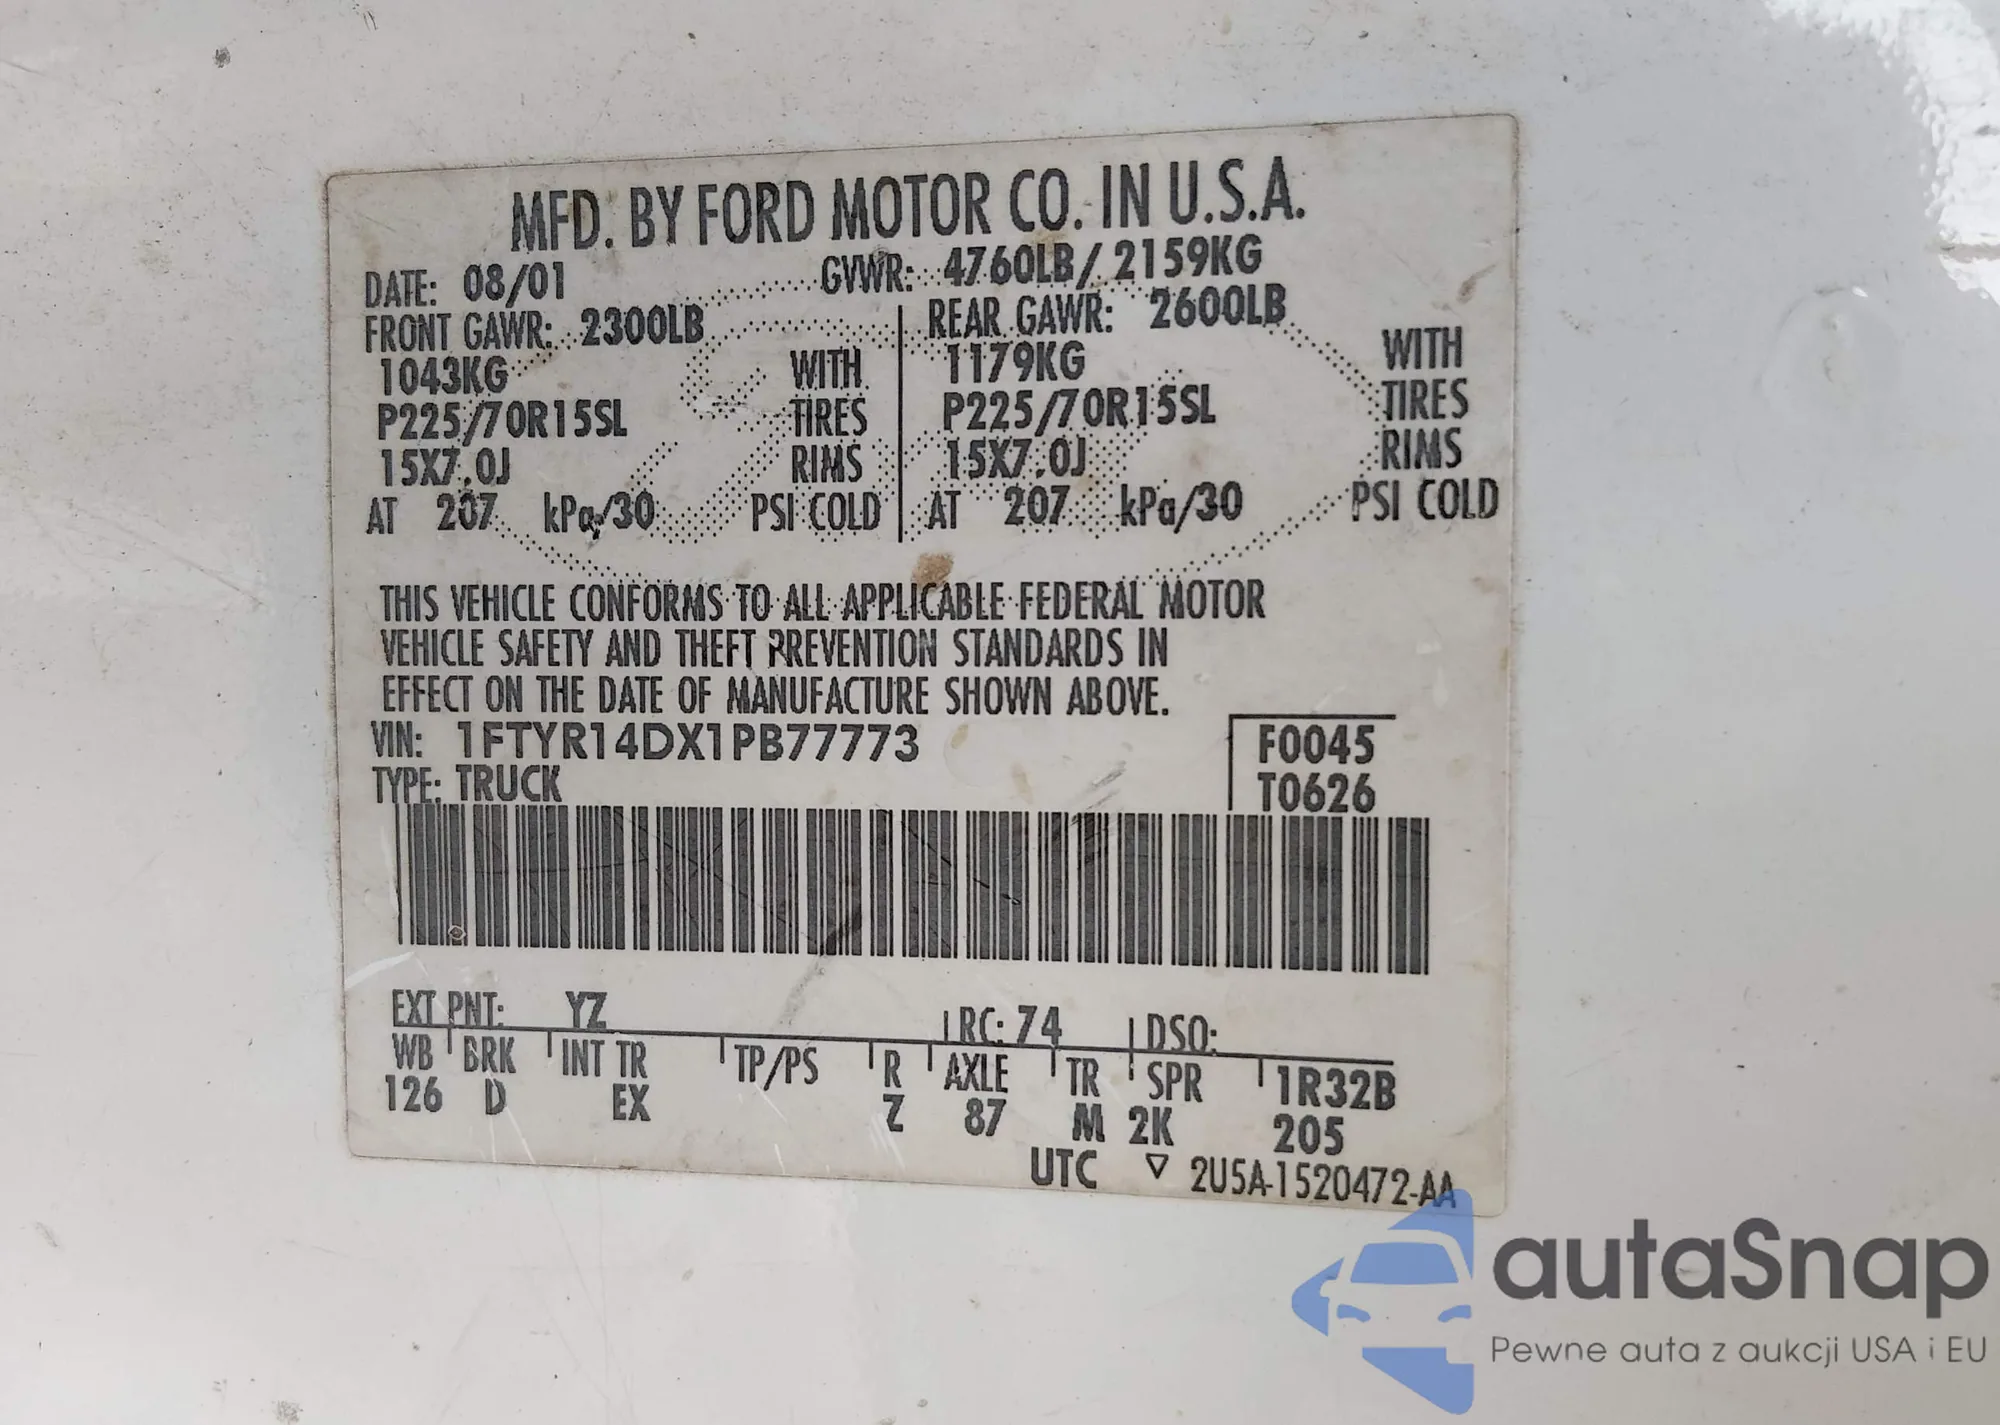 MFD. BY FORD MOTOR CO. IN U.S.A.
DATE: 08/01 GVWR: 4760LB/ 2159KG
FRONT GAWR: 2300LB REAR GAWR: 2600LB
1043KG WITH 1179KG WITH
P225/70R15SL TIRES P225/70R15SL TIRES
15X7.0J RIMS 15X7.0J RIMS
AT 207 kPa/30 PSI COLD AT 207 kPa/30 PSI COLD
THIS VEHICLE CONFORMS TO ALL APPLICABLE FEDERAL MOTOR
VEHICLE SAFETY AND THEFT PREVENTION STANDARDS IN
EFFECT ON THE DATE OF MANUFACTURE SHOWN ABOVE.
VIN: 1FTYR14DX1PB77773 F0045
TYPE: TRUCK T0626
EXT PNT: YZ RC: 74 DSO:
WB BRK INT TR TP/PS R AXLE TR SPR 1R32B
126 D EX Z 87 M 2K 205
UTC ▽ 2U5A-1520472-AA
autaSnap
Pewne auta z aukcji USA i EU